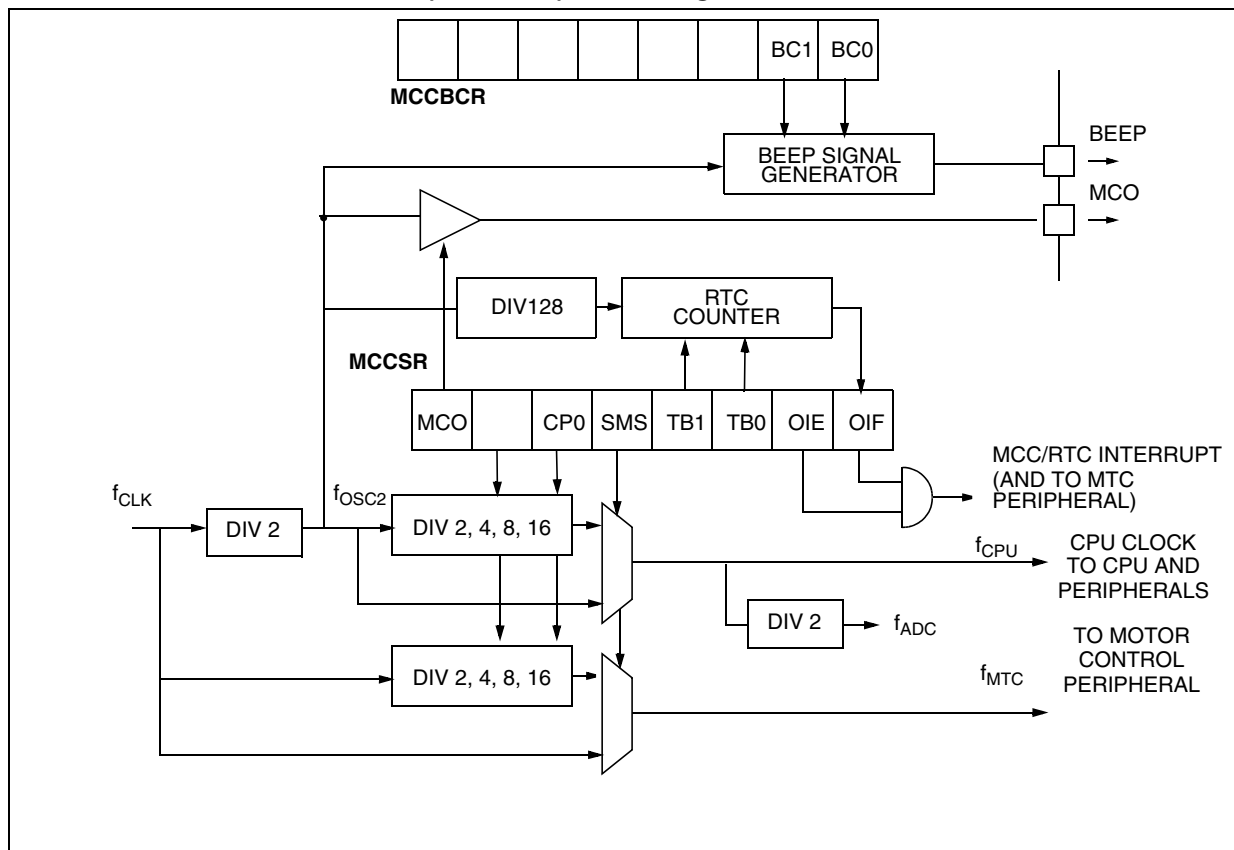 BC1 BC0
MCCBCR
BEEP SIGNAL
GENERATOR
BEEP
MCO
DIV128
RTC
COUNTER
MCCSR
MCO CP0 SMS TB1 TB0 OIE OIF
MCC/RTC INTERRUPT
(AND TO MTC
PERIPHERAL)
fCLK
DIV 2
fOSC2
DIV 2, 4, 8, 16
fCPU
CPU CLOCK
TO CPU AND
PERIPHERALS
DIV 2
fADC
DIV 2, 4, 8, 16
fMTC
TO MOTOR
CONTROL
PERIPHERAL